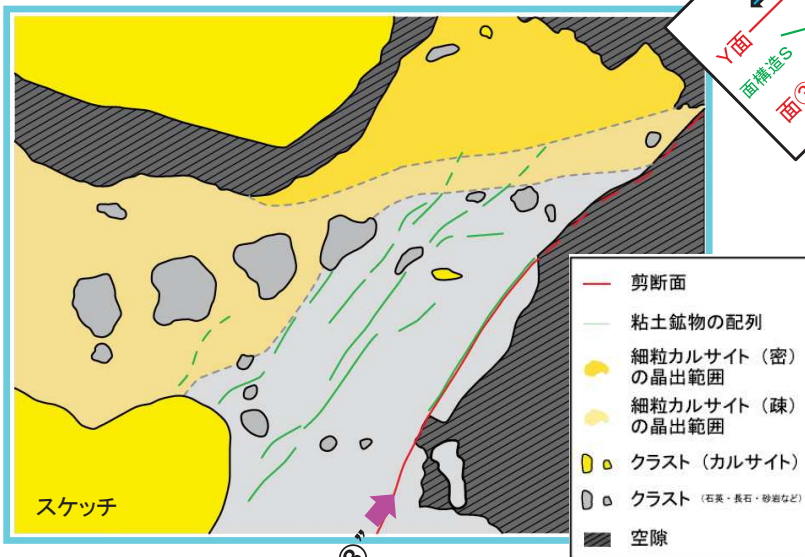 Y面
面構造S
面③
剪断面
粘土鉱物の配列
細粒カルサイト（密）
の晶出範囲
細粒カルサイト（疎）
の晶出範囲
クラスト（カルサイト）
クラスト（石英・長石・砂岩など）
空隙
スケッチ
③”